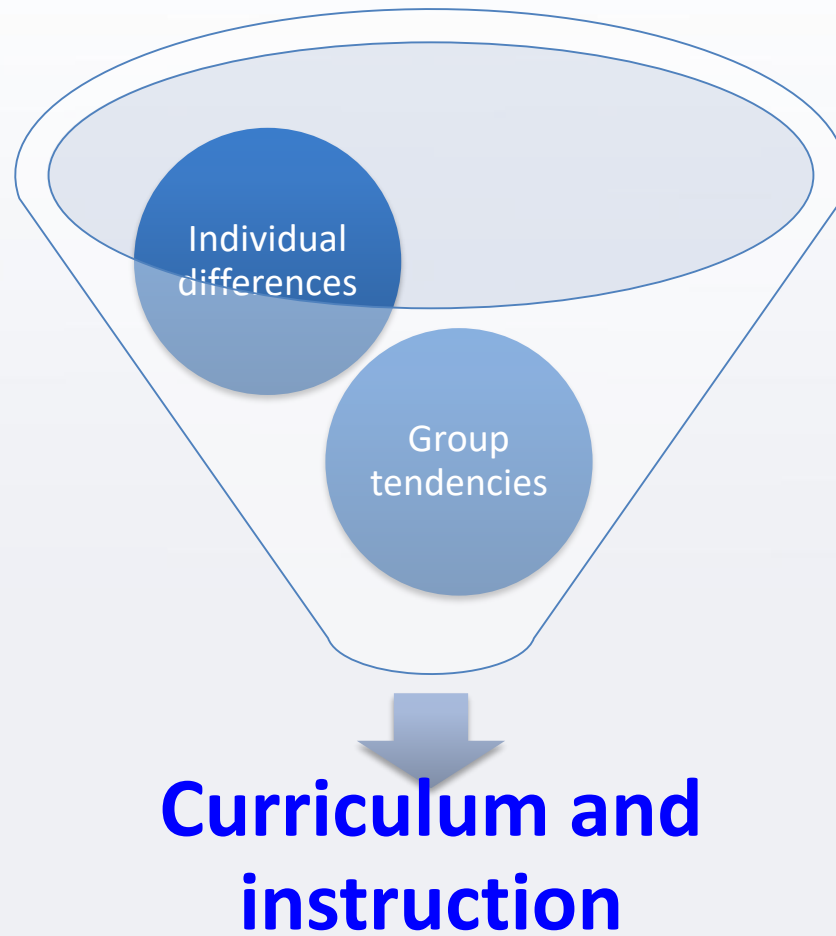 Individual
differences
Group
tendencies
Curriculum and
instruction